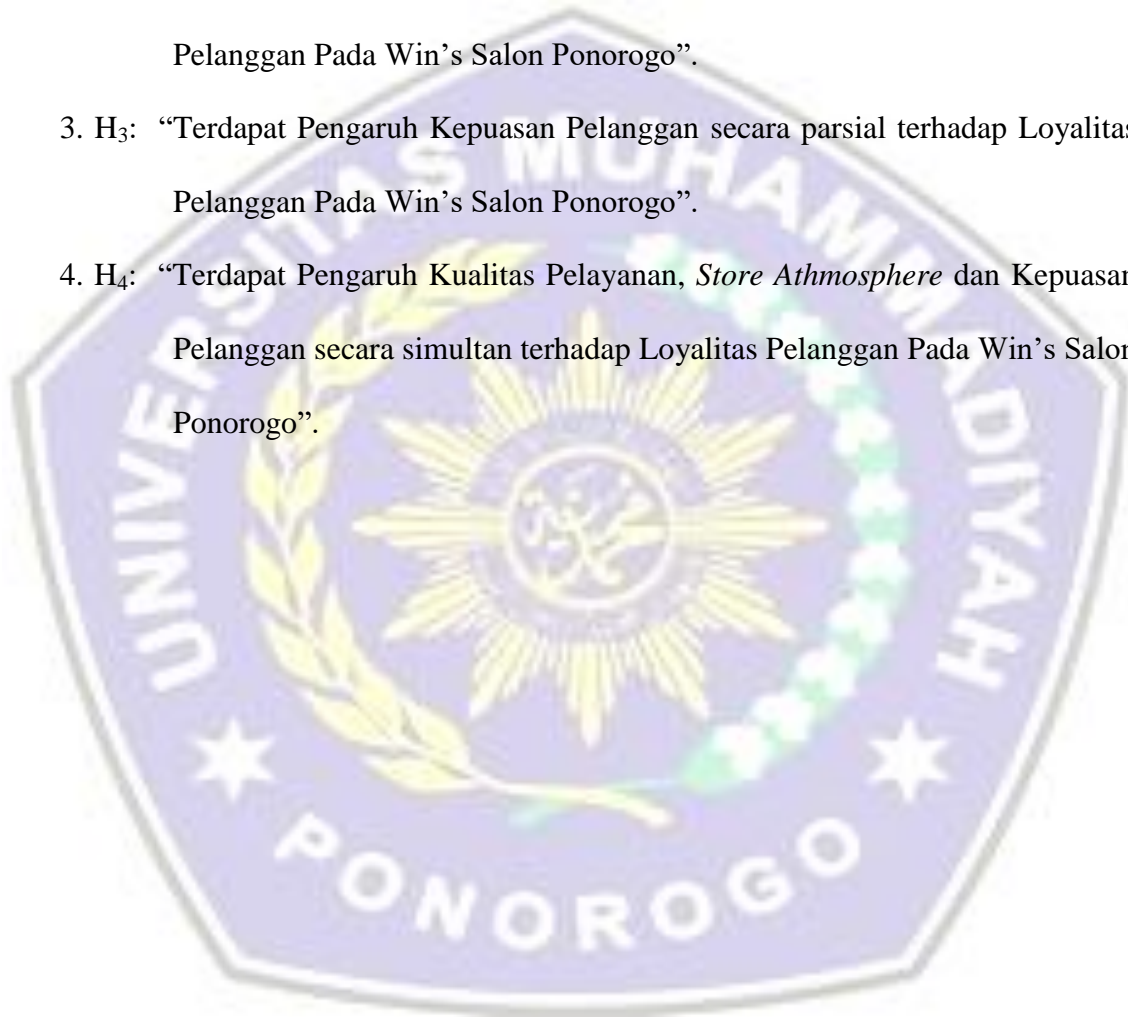 Pelanggan Pada Win’s Salon Ponorogo”.
3. H₃: “Terdapat Pengaruh Kepuasan Pelanggan secara parsial terhadap Loyalitas
Pelanggan Pada Win’s Salon Ponorogo”.
4. H₄: “Terdapat Pengaruh Kualitas Pelayanan, Store Athmosphere dan Kepuasan
Pelanggan secara simultan terhadap Loyalitas Pelanggan Pada Win’s Salon
Ponorogo”.
UNIVERSITAS MUHAMMADIYAH
PONOROGO